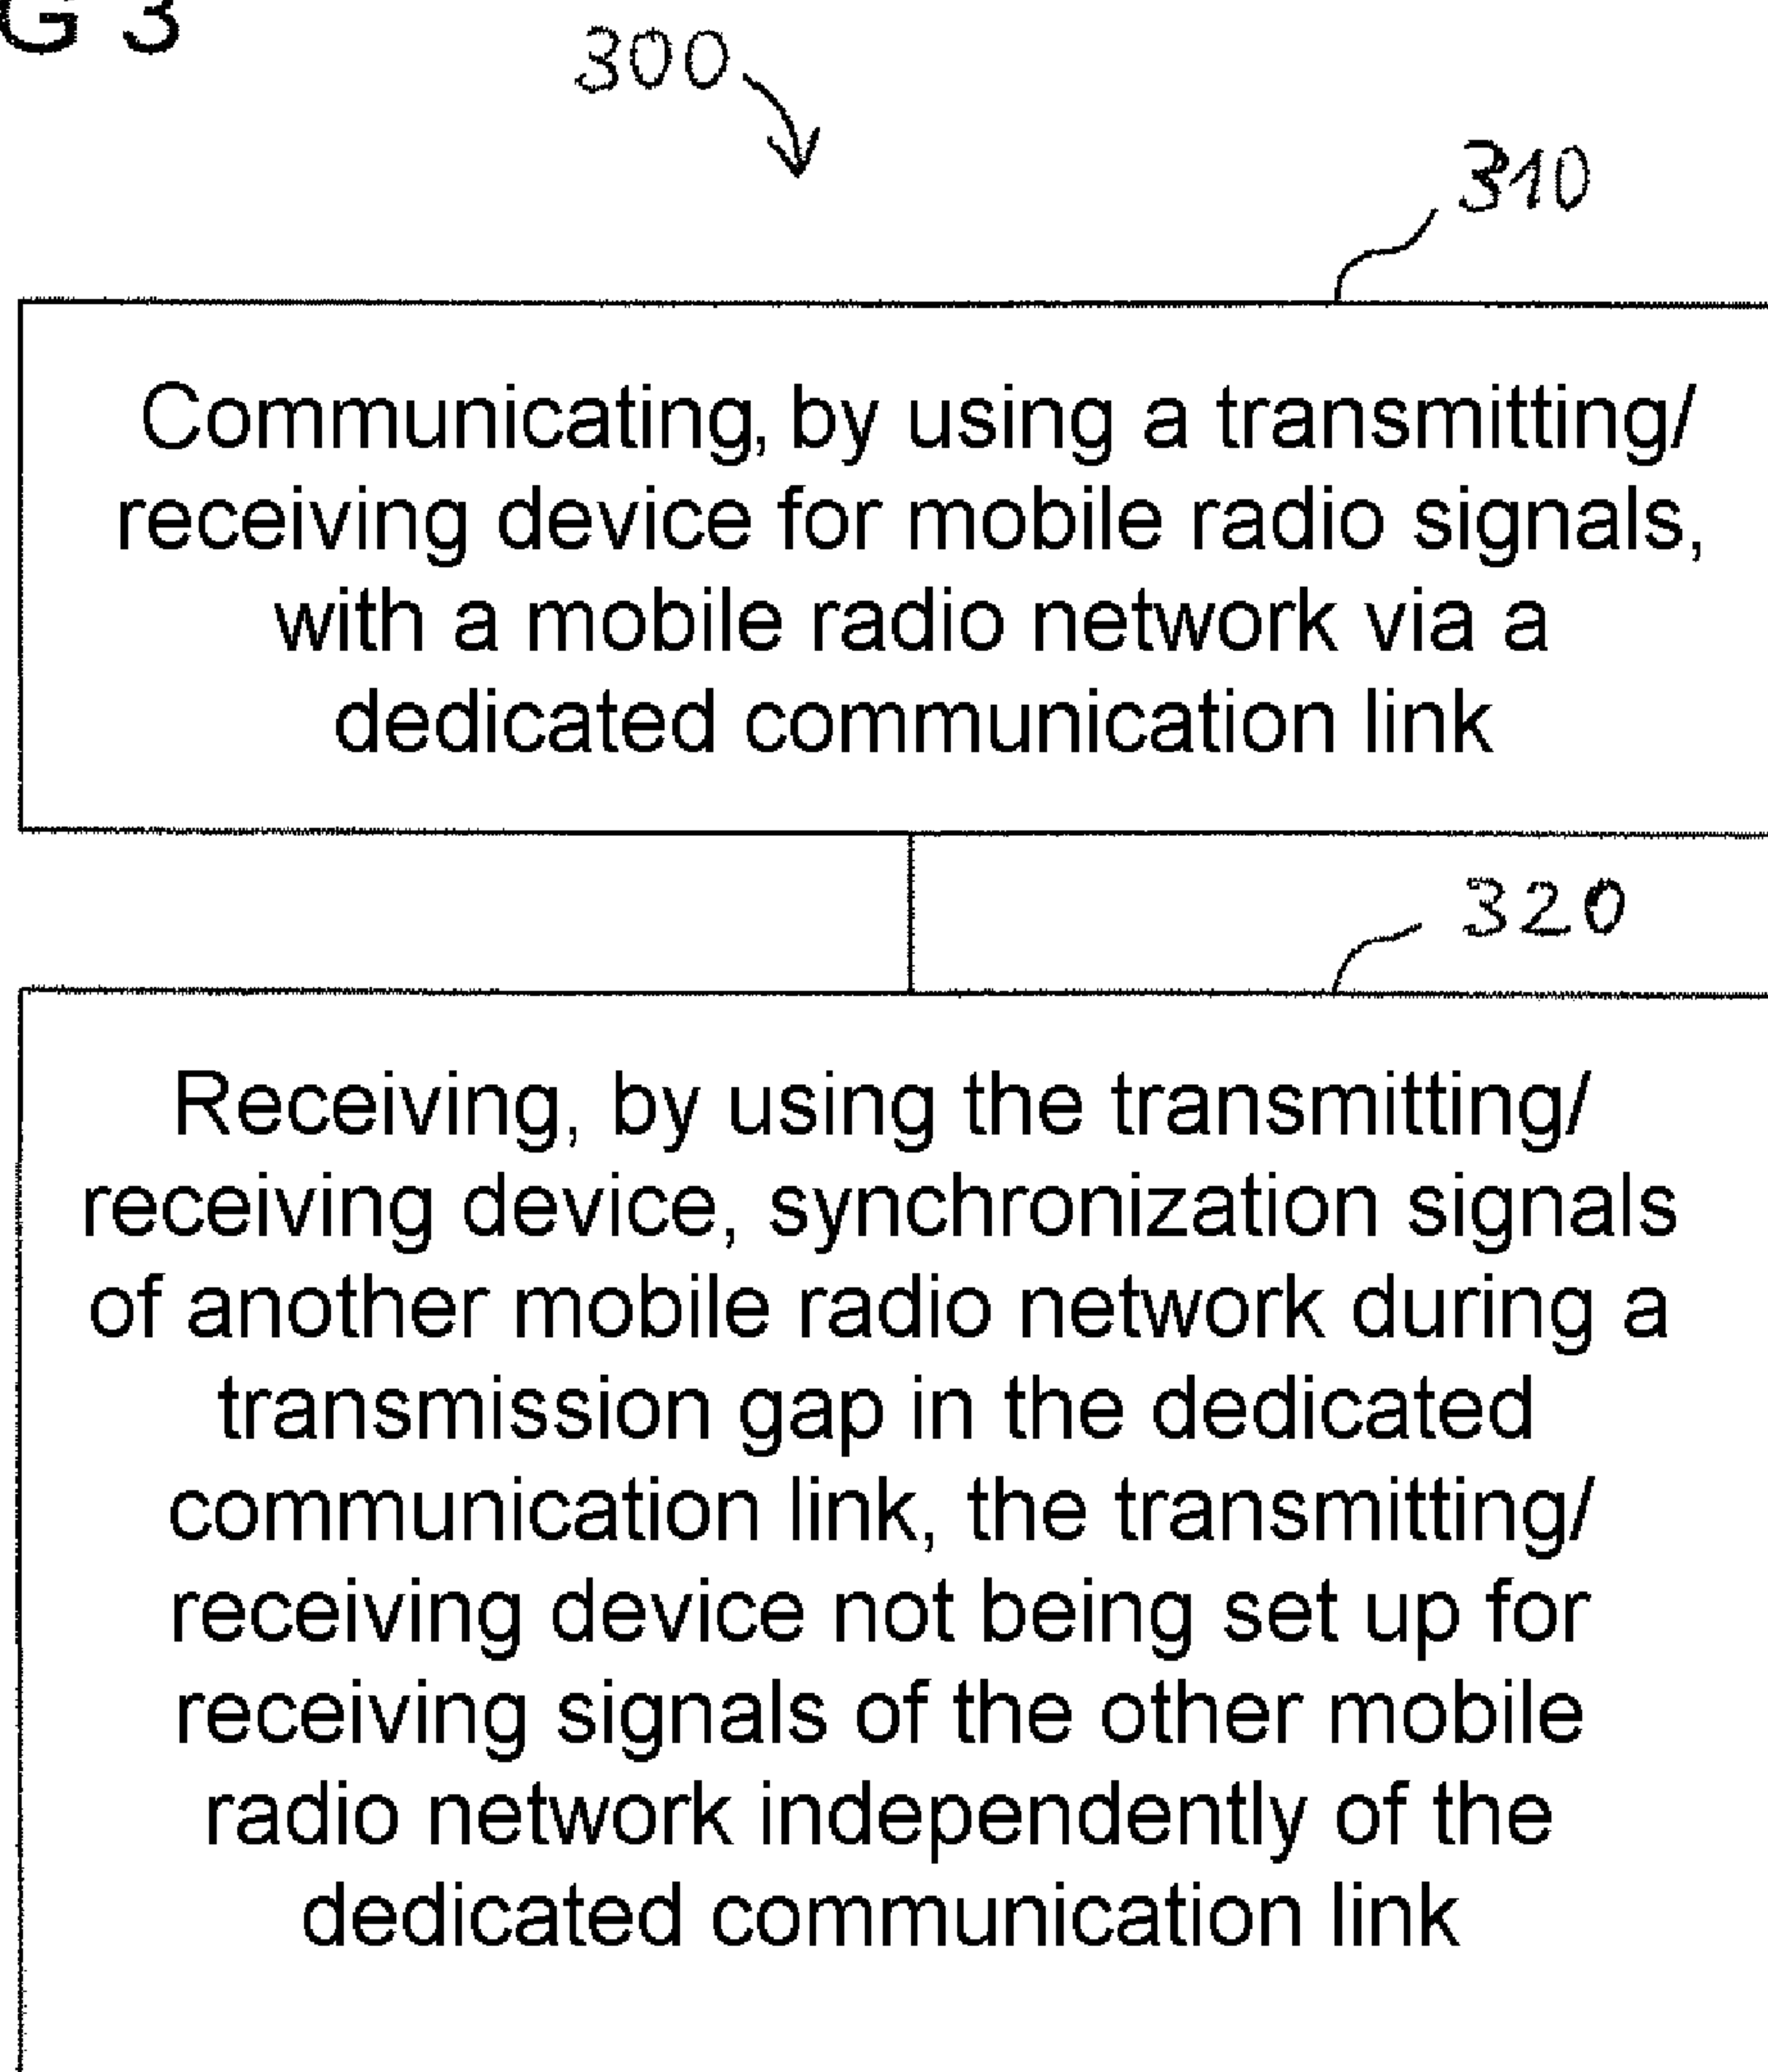 G 3
300
310
Communicating, by using a transmitting/
receiving device for mobile radio signals,
with a mobile radio network via a
dedicated communication link
320
Receiving, by using the transmitting/
receiving device, synchronization signals
of another mobile radio network during a
transmission gap in the dedicated
communication link, the transmitting/
receiving device not being set up for
receiving signals of the other mobile
radio network independently of the
dedicated communication link